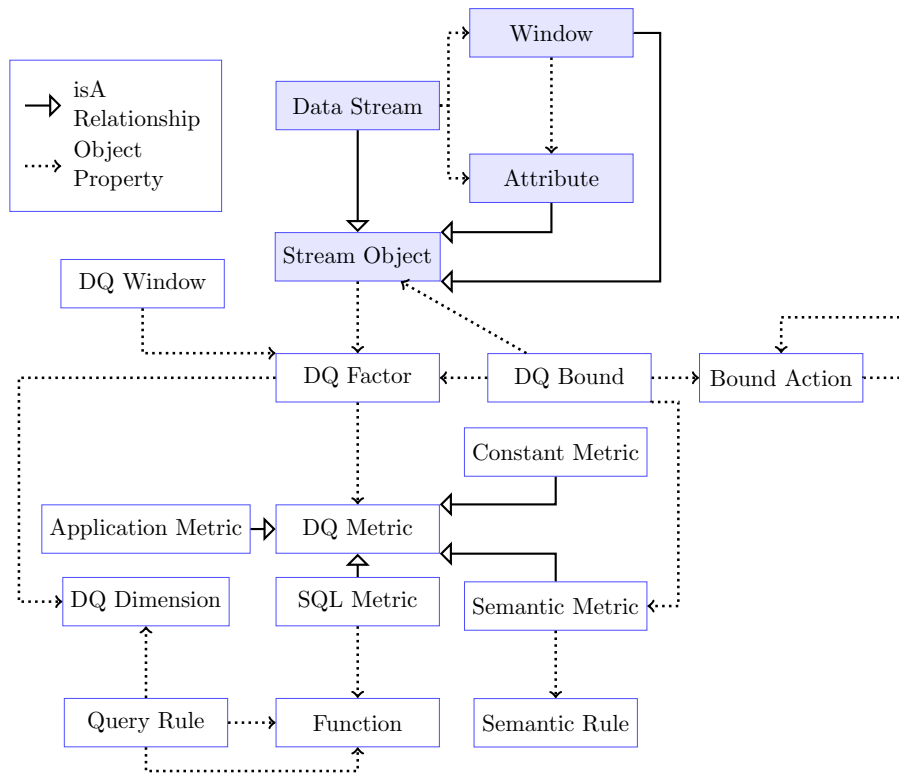 Window
isA
Relationship
Object
Property
Data Stream
Attribute
Stream Object
DQ Window
DQ Factor
DQ Bound
Bound Action
Constant Metric
Application Metric
DQ Metric
DQ Dimension
SQL Metric
Semantic Metric
Query Rule
Function
Semantic Rule